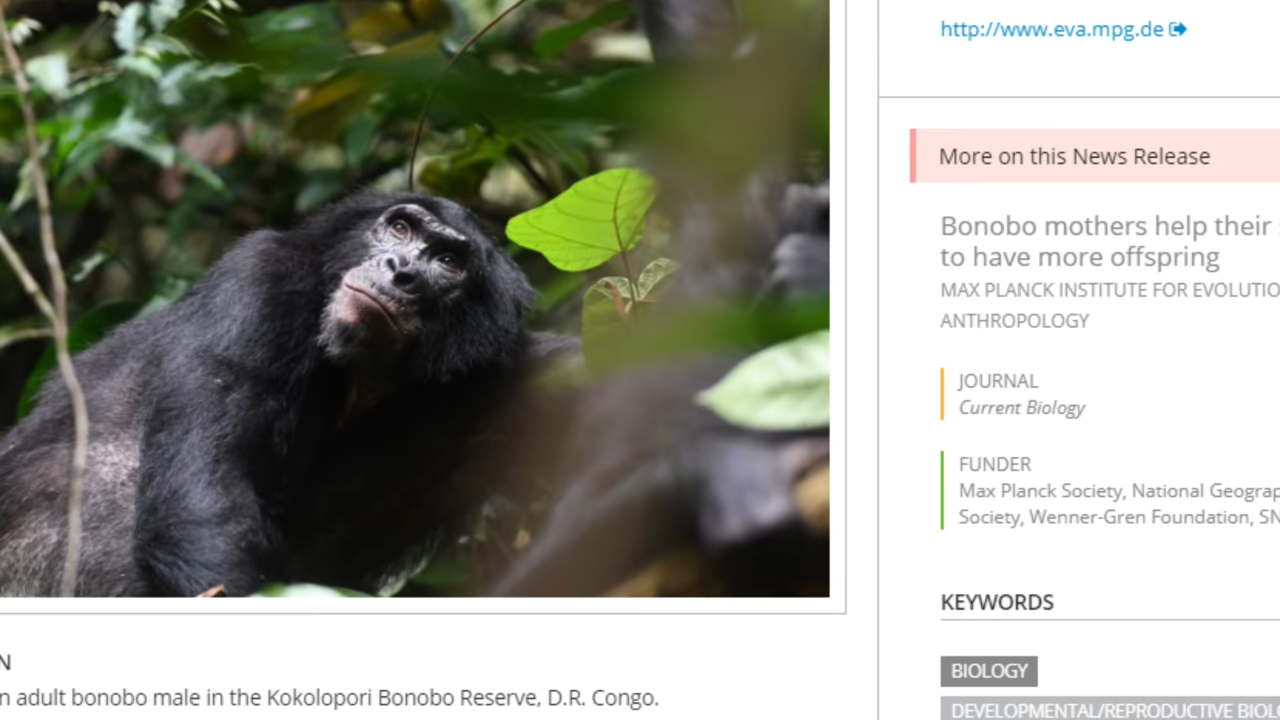 http://www.eva.mpg.de
More on this News Release
Bonobo mothers help their
to have more offspring
MAX PLANCK INSTITUTE FOR
ANTHROPOLOGY
JOURNAL
Current Biology
FUNDER
Max Planck Society, National
Society, Wenner-Gren Foundation,
KEYWORDS
BIOLOGY
DEVELOPMENTAL/REPRODUCTIVE
adult bonobo male in the Kokolopori Bonobo Reserve, D.R. Congo.